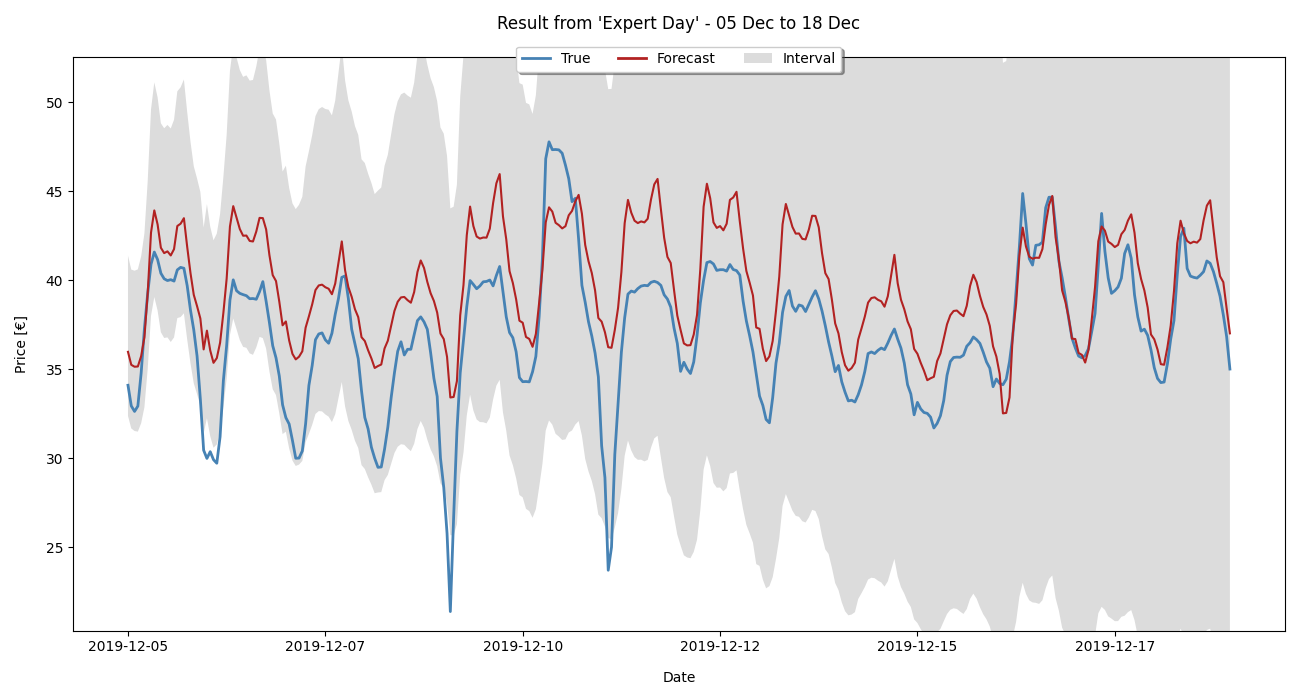 Result from 'Expert Day' - 05 Dec to 18 Dec
True Forecast Interval
50
45
40
35
30
25
Price [€]
2019-12-05 2019-12-07 2019-12-10 2019-12-12 2019-12-15 2019-12-17
Date